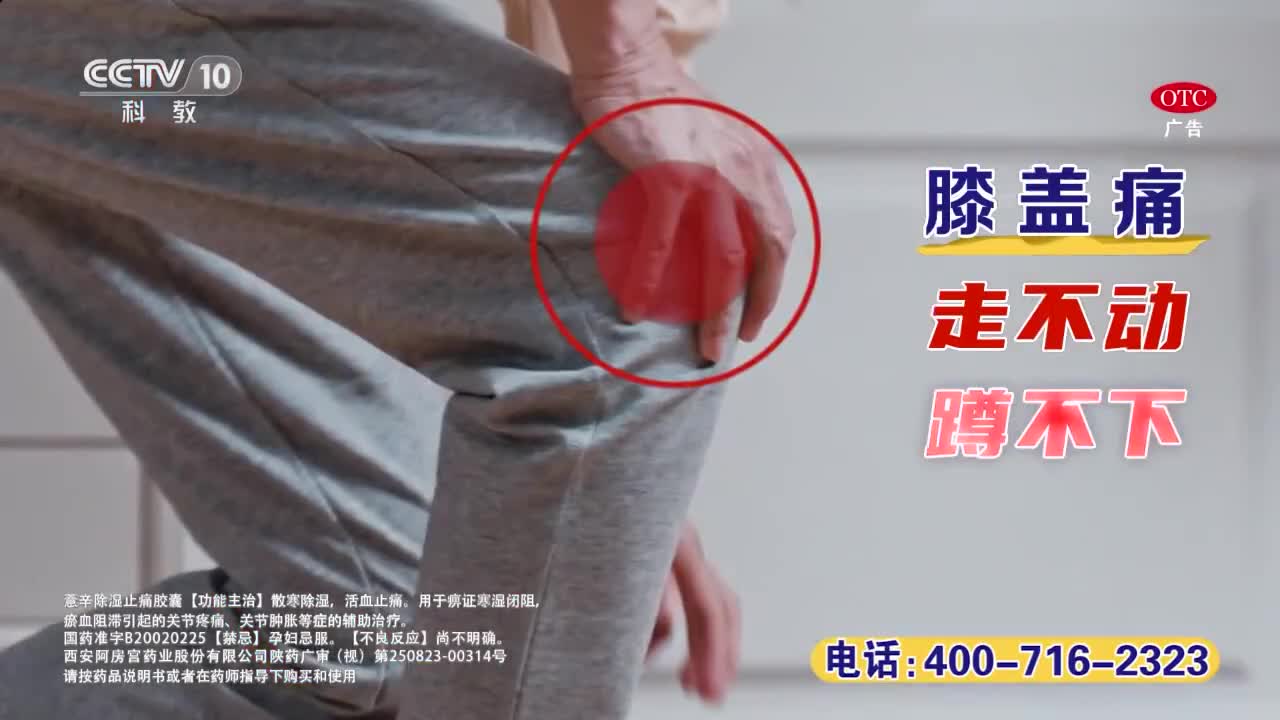 CCTV 10
科教
OTC
广告
膝盖痛
走不动
蹲不下
薏辛除湿止痛胶囊【功能主治】散寒除湿，活血止痛。用于痹证寒湿闭阻，
瘀血阻滞引起的关节疼痛、关节肿胀等症的辅助治疗。
国药准字B20020225【禁忌】孕妇忌服。【不良反应】尚不明确。
西安阿房宫药业股份有限公司陕药广审（视）第250823-00314号
请按药品说明书或者在药师指导下购买和使用
电话:400-716-2323